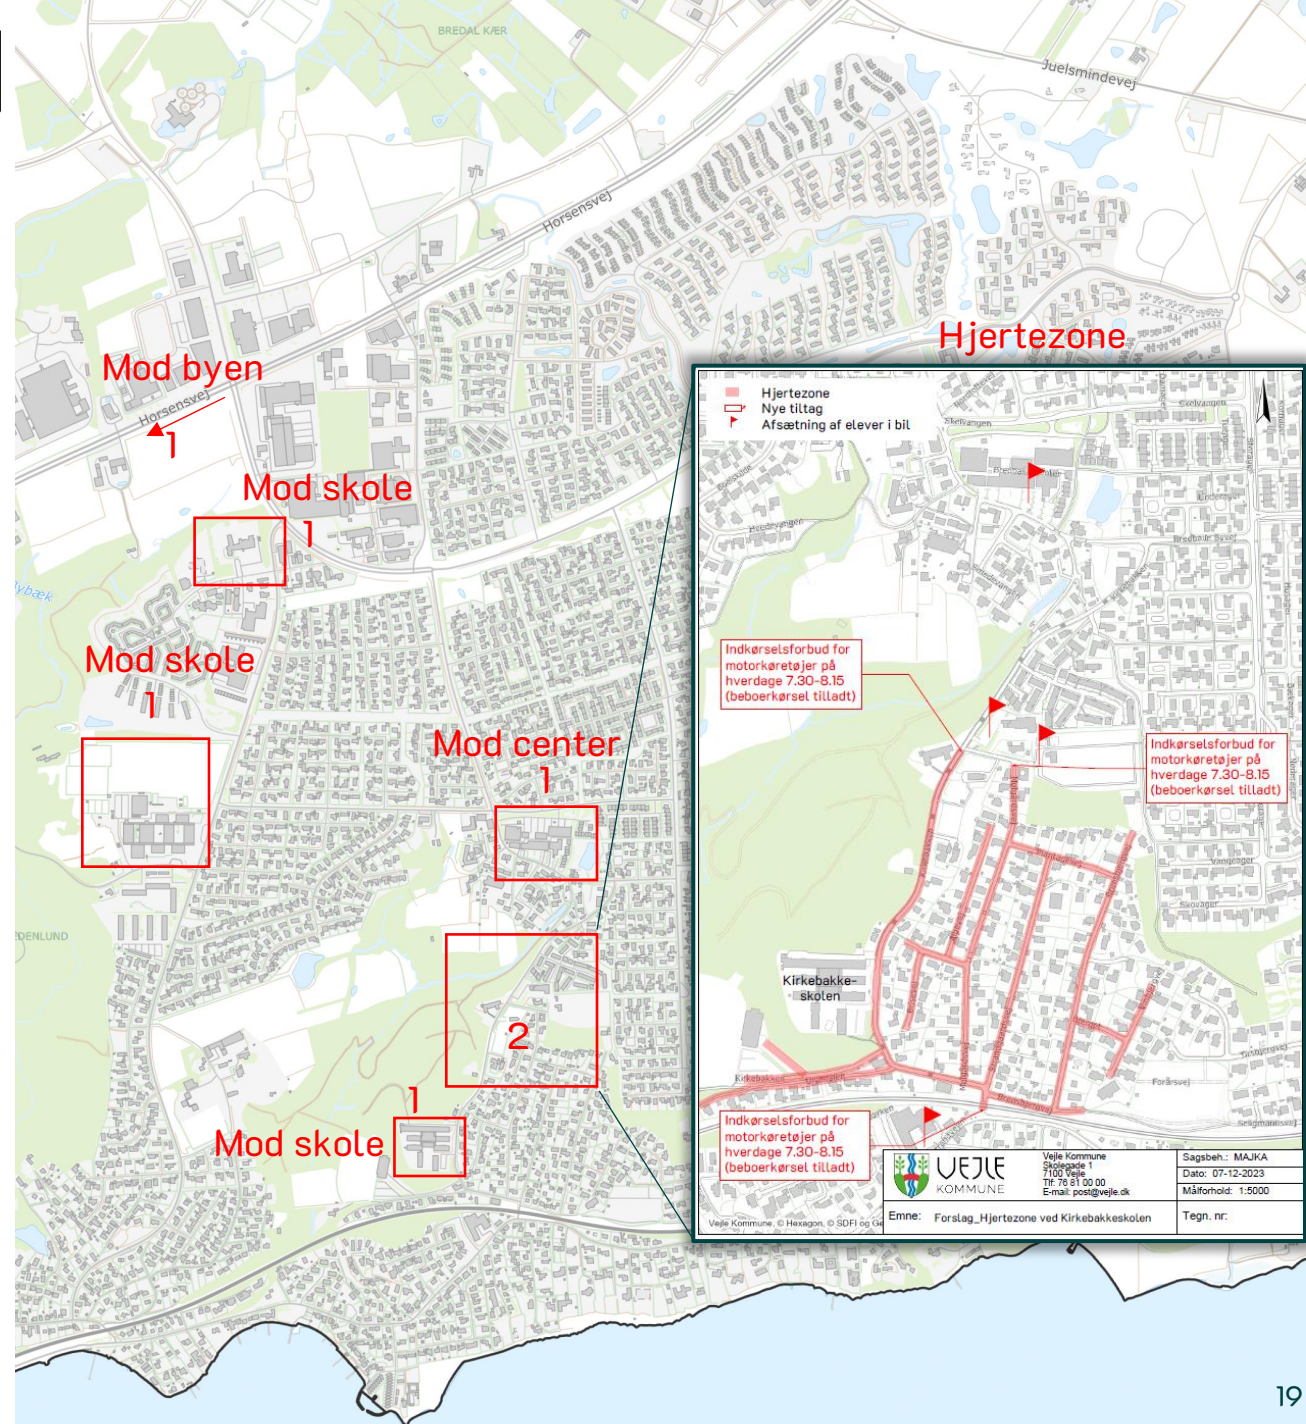 BREDAL KÆR
Juelsmindevej
Horsensvej
Hjertezone
Mod byen
Horsensvej
1
Mod skole
1
Mod skole
1
Mod center
1
2
1
Mod skole
Hjertezone
Nye tiltag
Afsætning af elever i bil
Skelvangen
Skelvangen
Indkørselsforbud for
motorkøretøjer på
hverdage 7.30-8.15
(beboerkørsel tilladt)
Indkørselsforbud for
motorkøretøjer på
hverdage 7.30-8.15
(beboerkørsel tilladt)
Vangeager
Skovager
Kirkebakke-
skolen
Kirkebakken
Forårsvej
Indkørselsforbud for
motorkøretøjer på
hverdage 7.30-8.15
(beboerkørsel tilladt)
VEJLE
KOMMUNE
Vejle Kommune
Skolegade 1
7100 Vejle
Tlf: 76 81 00 00
E-mail: post@vejle.dk
Sagsbeh.: MAJKA
Dato: 07-12-2023
Målforhold: 1:5000
Emne: Forslag_Hjertezone ved Kirkebakkeskolen
Tegn. nr:
Vejle Kommune, © Hexagon, © SDFI og Ge
19